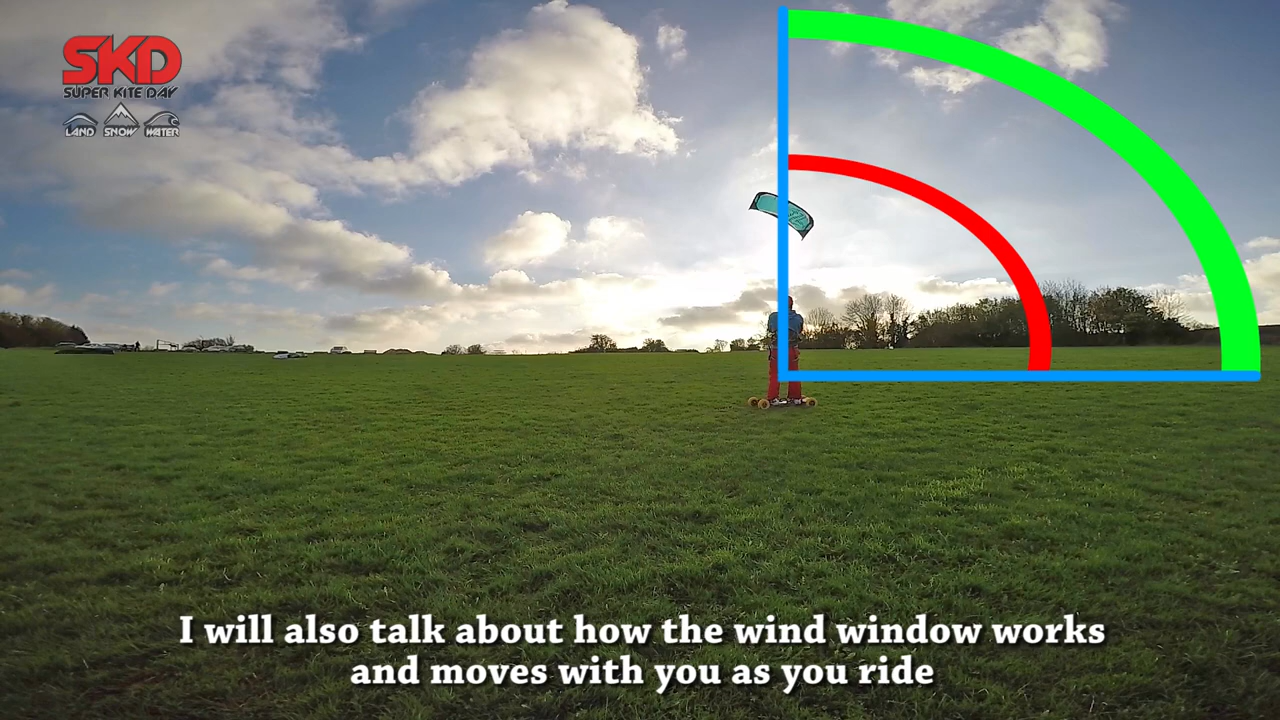 SKD
SUPER KITE DAY
LAND SNOW WATER
I will also talk about how the wind window works
and moves with you as you ride